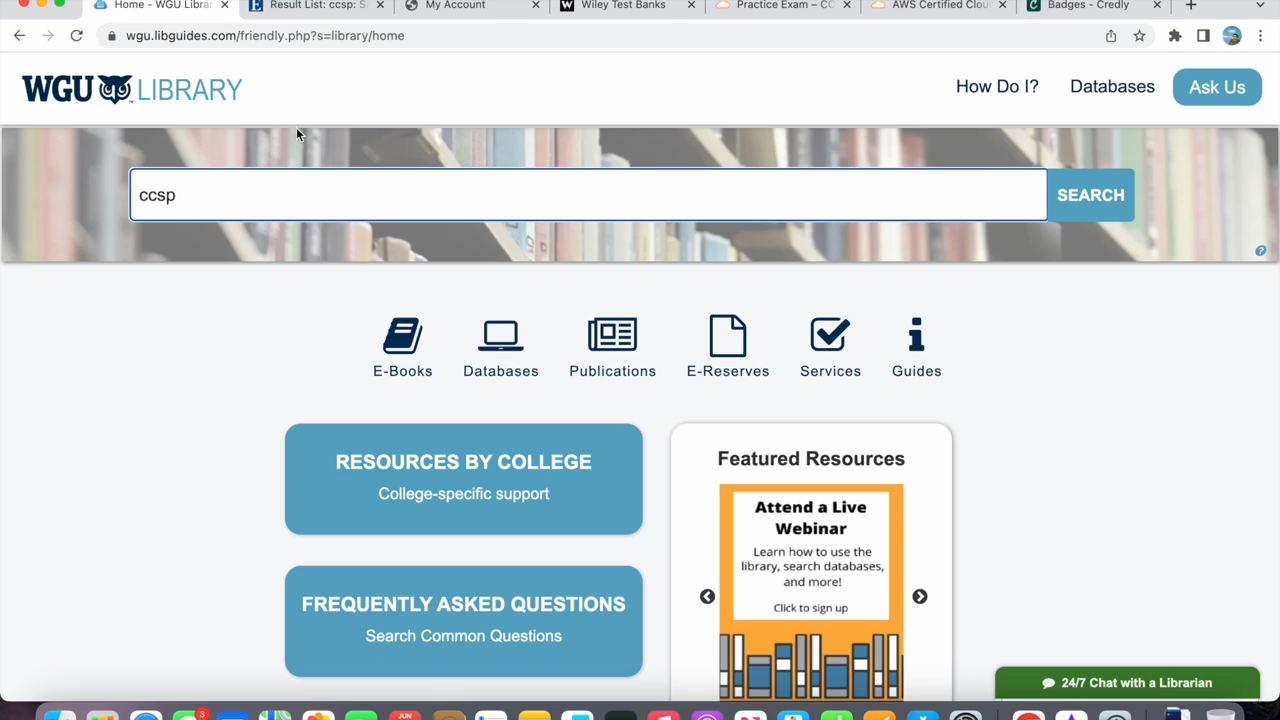 Home - WGU Librar
Result List: ccsp: S
My Account
Wiley Test Banks
Practice Exam – CC
AWS Certified Clou
Badges - Credly
wgu.libguides.com/friendly.php?s=library/home
WGU LIBRARY
How Do I?
Databases
Ask Us
ccsp
SEARCH
E-Books
Databases
Publications
E-Reserves
Services
Guides
RESOURCES BY COLLEGE
College-specific support
FREQUENTLY ASKED QUESTIONS
Search Common Questions
Featured Resources
Attend a Live
Webinar
Learn how to use the
library, search databases,
and more!
Click to sign up
24/7 Chat with a Librarian
3
JUN